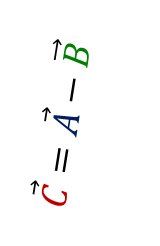 C⃗ = A⃗ − B⃗